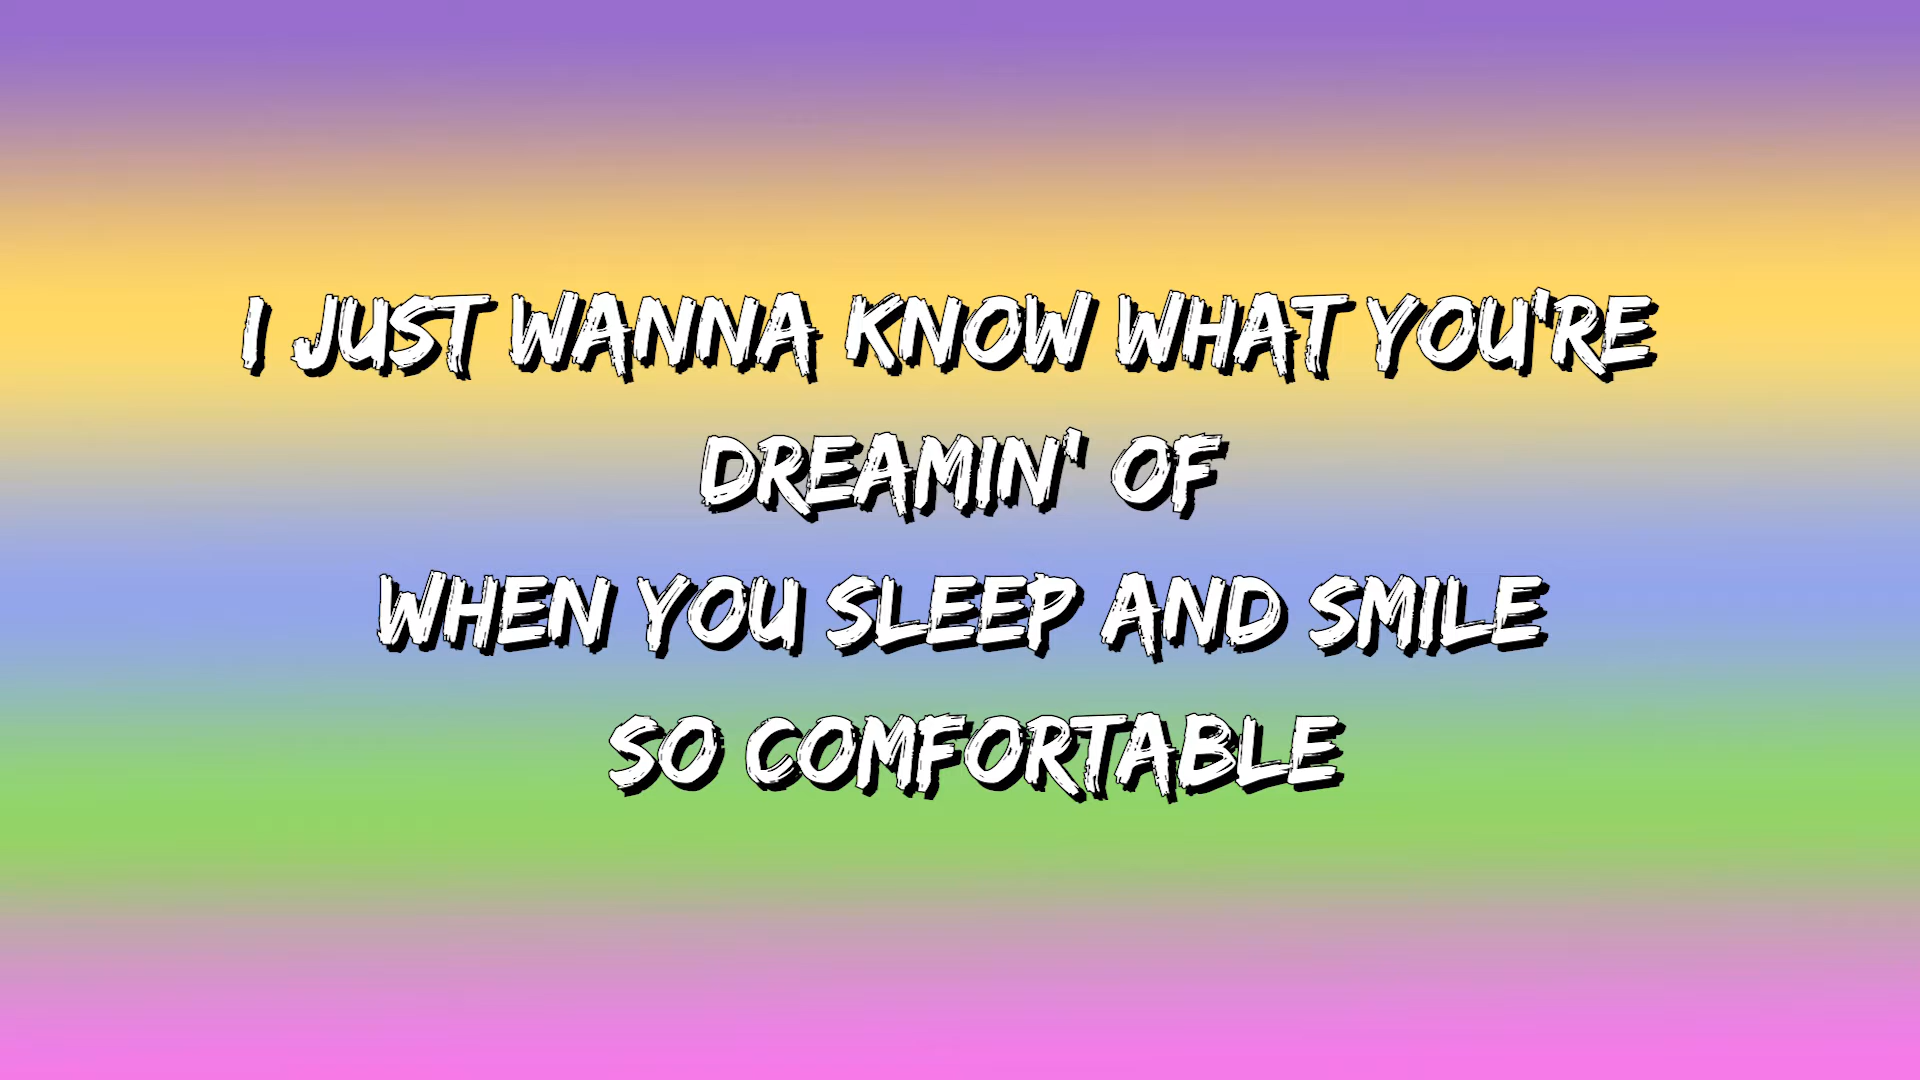 I JUST WANNA KNOW WHAT YOU'RE
DREAMIN' OF
WHEN YOU SLEEP AND SMILE
SO COMFORTABLE